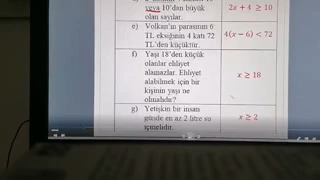 veya 10'dan büyük
olan sayılar.
2x + 4 ≥ 10
e) Volkan'ın parasının 6
TL eksiğinin 4 katı 72
TL'den küçüktür.
4(x − 6) < 72
f) Yaşı 18'den küçük
olanlar ehliyet
alamazlar. Ehliyet
alabilmek için bir
kişinin yaşı ne
olmalıdır?
x ≥ 18
g) Yetişkin bir insan
günde en az 2 litre su
içmelidir.
x ≥ 2